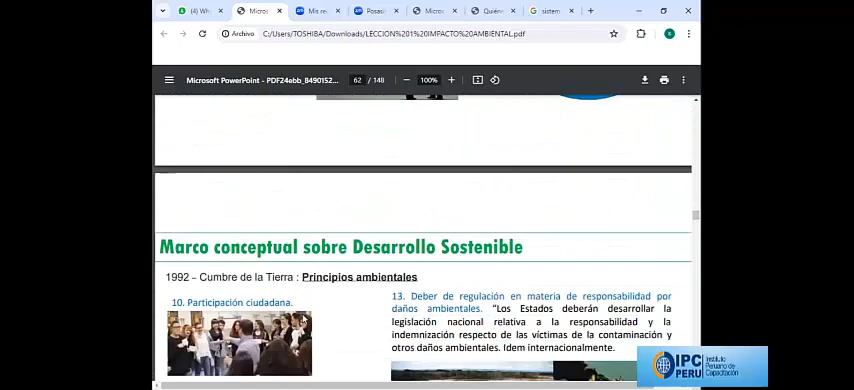 (4) Wh
Micros
Mis re
Posas
Microc
Quién
sistem
Archivo C:/Users/TOSHIBA/Downloads/LECCION%201%20IMPACTO%20AMBIENTAL.pdf
Microsoft PowerPoint - PDF24ebb_8490152... 62 / 148 100%
Marco conceptual sobre Desarrollo Sostenible
1992 – Cumbre de la Tierra : Principios ambientales
10. Participación ciudadana.
13. Deber de regulación en materia de responsabilidad por
daños ambientales. “Los Estados deberán desarrollar la
legislación nacional relativa a la responsabilidad y la
indemnización respecto de las víctimas de la contaminación y
otros daños ambientales. Idem internacionalmente.
IPC
PERU
Instituto
Peruano de
Capacitación